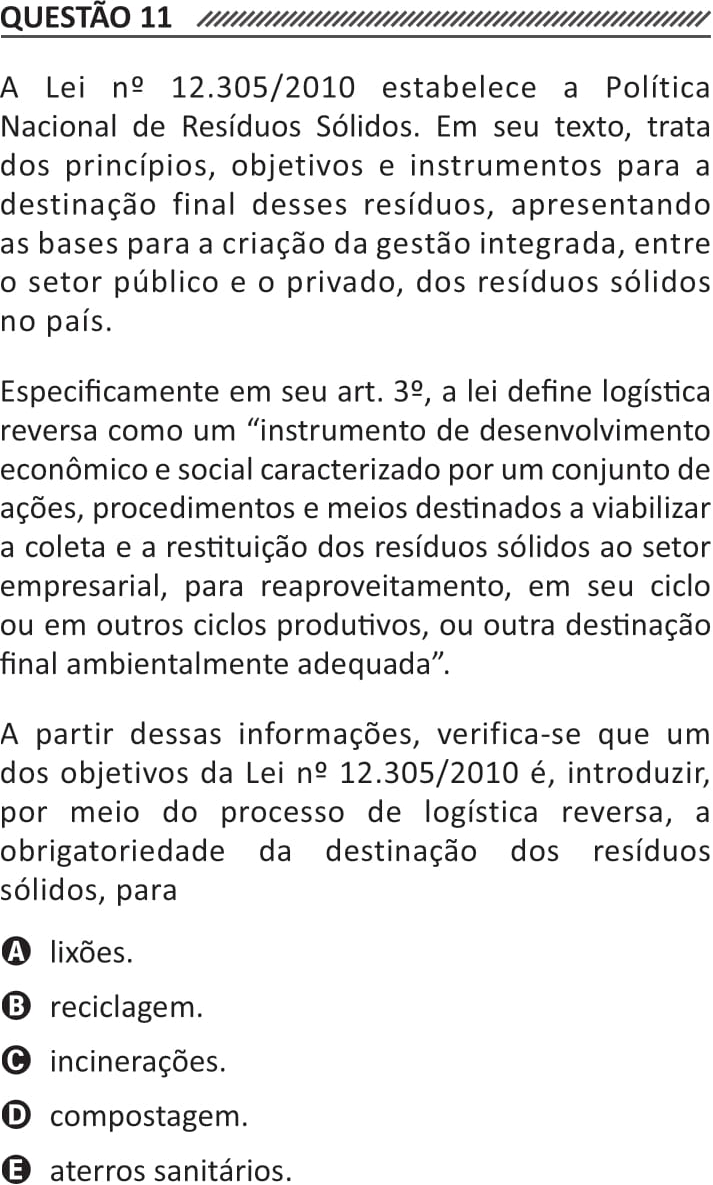 QUESTÃO 11
A Lei nº 12.305/2010 estabelece a Política
Nacional de Resíduos Sólidos. Em seu texto, trata
dos princípios, objetivos e instrumentos para a
destinação final desses resíduos, apresentando
as bases para a criação da gestão integrada, entre
o setor público e o privado, dos resíduos sólidos
no país.
Especificamente em seu art. 3º, a lei define logística
reversa como um “instrumento de desenvolvimento
econômico e social caracterizado por um conjunto de
ações, procedimentos e meios destinados a viabilizar
a coleta e a restituição dos resíduos sólidos ao setor
empresarial, para reaproveitamento, em seu ciclo
ou em outros ciclos produtivos, ou outra destinação
final ambientalmente adequada”.
A partir dessas informações, verifica-se que um
dos objetivos da Lei nº 12.305/2010 é, introduzir,
por meio do processo de logística reversa, a
obrigatoriedade da destinação dos resíduos
sólidos, para
A lixões.
B reciclagem.
C incinerações.
D compostagem.
E aterros sanitários.